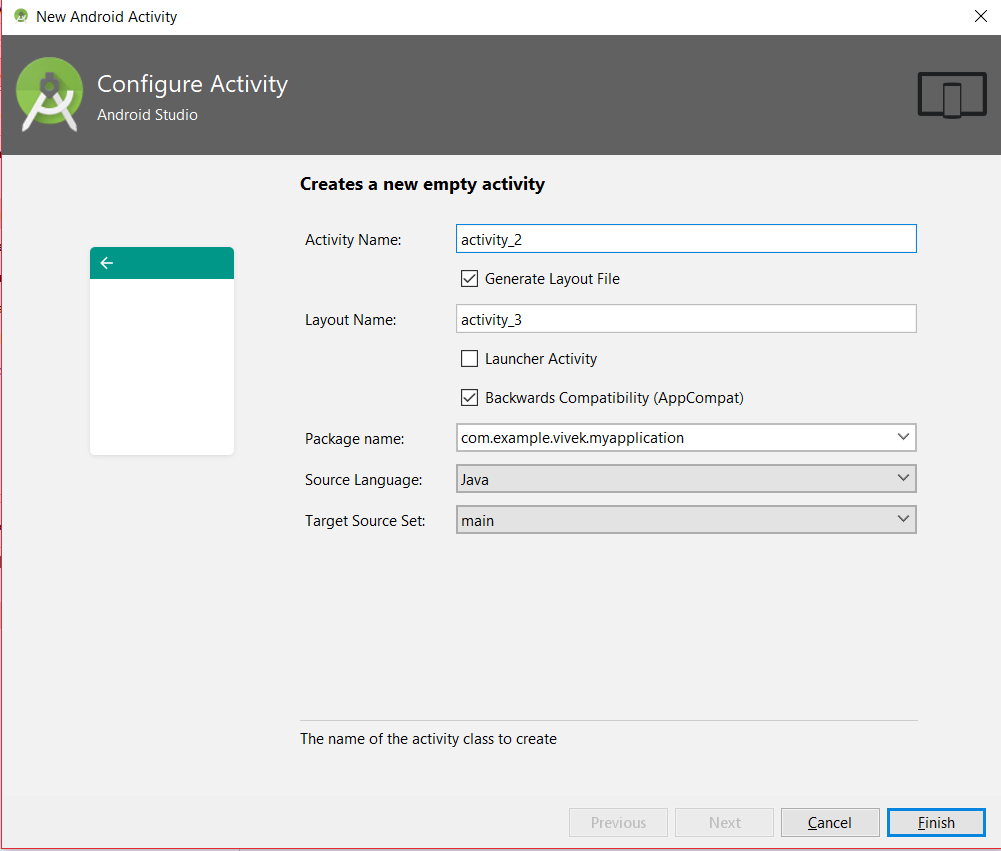 New Android Activity
Configure Activity
Android Studio
Creates a new empty activity
Activity Name: activity_2
Generate Layout File
Layout Name: activity_3
Launcher Activity
Backwards Compatibility (AppCompat)
Package name: com.example.vivek.myapplication
Source Language: Java
Target Source Set: main
The name of the activity class to create
Previous Next Cancel Finish